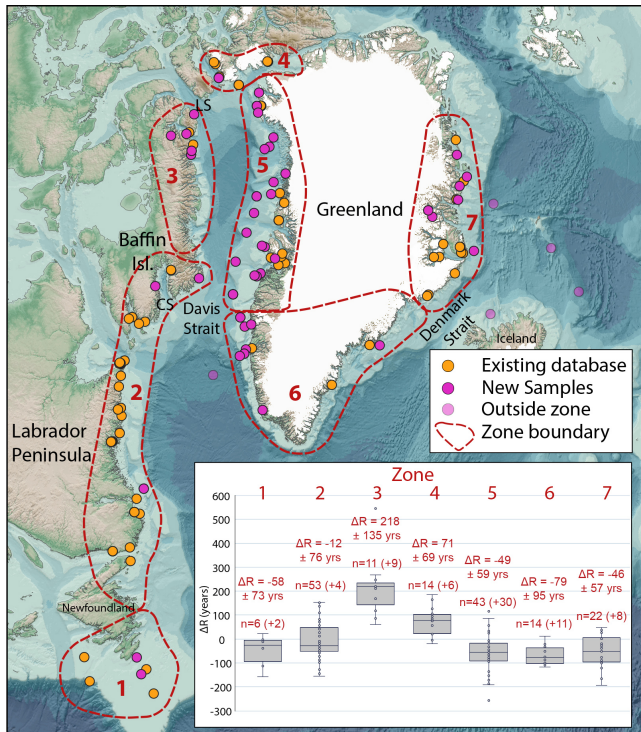 4
LS
5
3
Greenland
7
Baffin
Isl.
CS
Davis
Strait
Denmark
Strait
Iceland
2
6
Labrador
Peninsula
Existing database
New Samples
Outside zone
Zone boundary
Newfoundland
1
Zone
1 2 3 4 5 6 7
ΔR = -58
± 73 yrs
n=6 (+2)
ΔR = -12
± 76 yrs
n=53 (+4)
ΔR = 218
± 135 yrs
n=11 (+9)
ΔR = 71
± 69 yrs
n=14 (+6)
ΔR = -49
± 59 yrs
n=43 (+30)
ΔR = -79
± 95 yrs
n=14 (+11)
ΔR = -46
± 57 yrs
n=22 (+8)
ΔR (years)
600
500
400
300
200
100
0
-100
-200
-300